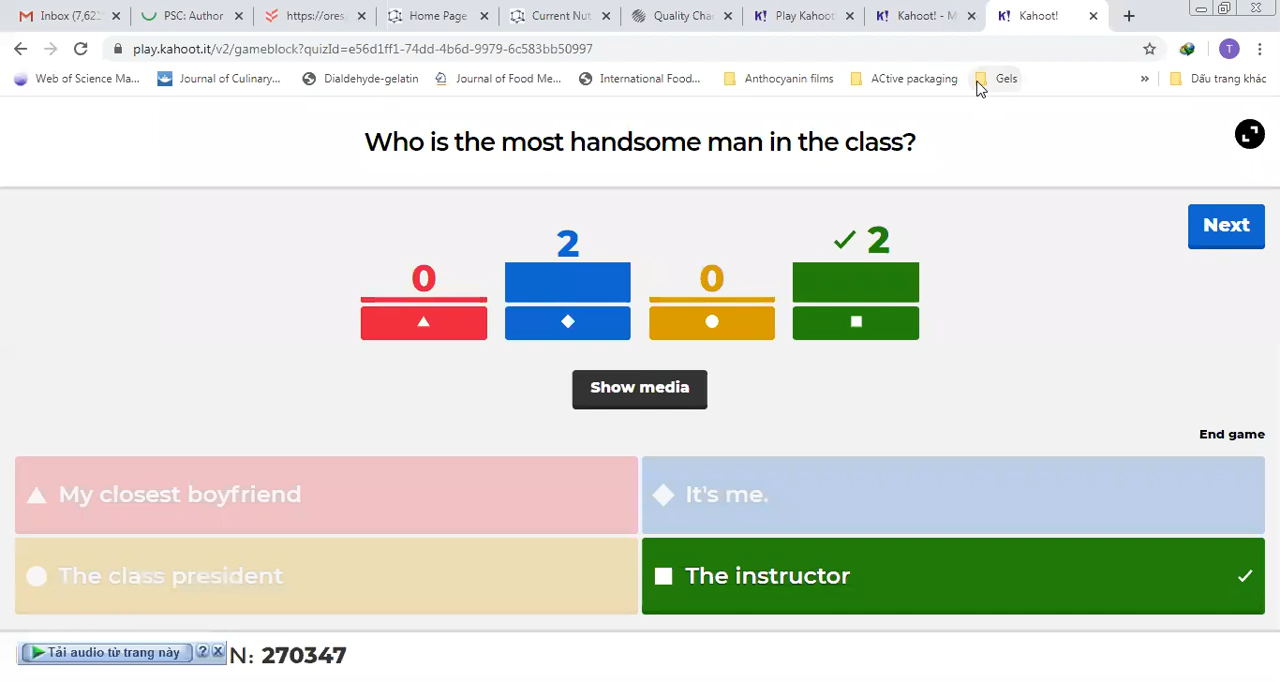 Inbox (7,62
PSC: Author
https://ores
Home Page
Current Nut
Quality Cha
K! Play Kahoot
K! Kahoot! - M
K! Kahoot!
play.kahoot.it/v2/gameblock?quizId=e56d1ff1-74dd-4b6d-9979-6c583bb50997
T
Web of Science Ma...
Journal of Culinary...
Dialdehyde-gelatin
Journal of Food Me...
International Food...
Anthocyanin films
ACtive packaging
Gels
»
Dấu trang khác
Who is the most handsome man in the class?
Next
0
2
0
2
Show media
End game
My closest boyfriend
It's me.
The class president
The instructor
Tải audio từ trang này ? X
N: 270347